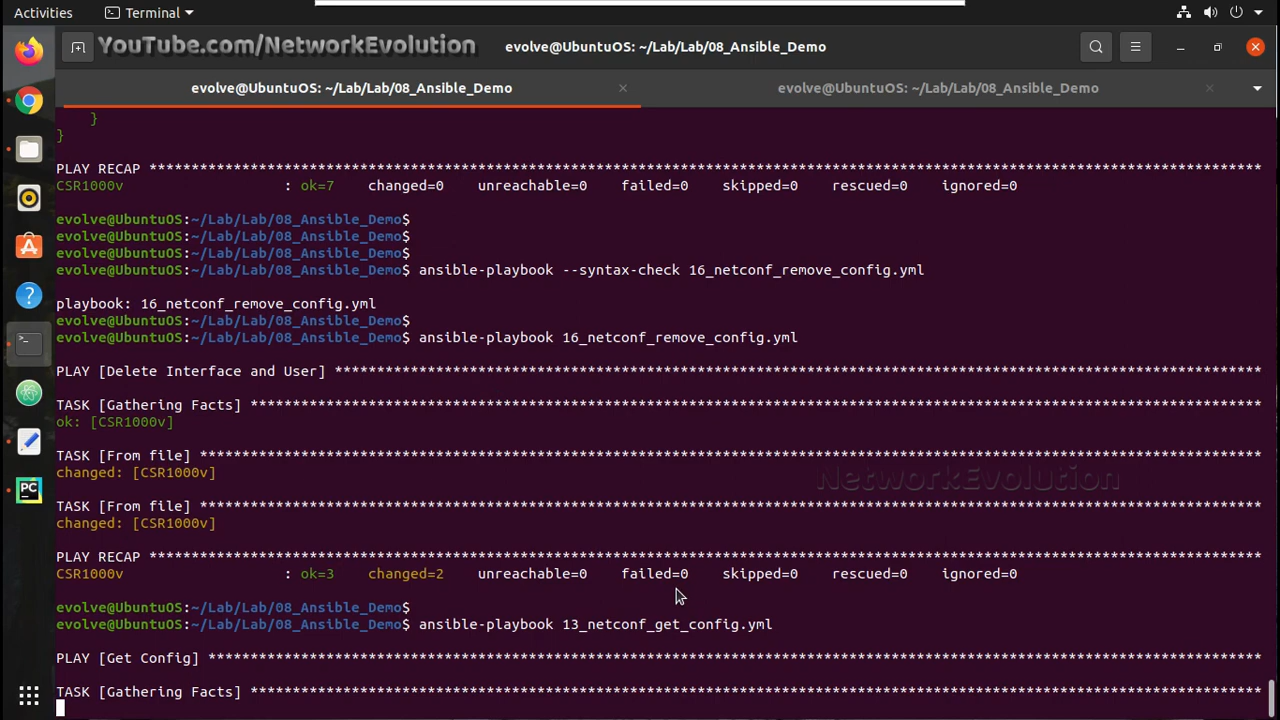 Activities Terminal
YouTube.com/NetworkEvolution evolve@UbuntuOS: ~/Lab/Lab/08_Ansible_Demo
evolve@UbuntuOS: ~/Lab/Lab/08_Ansible_Demo evolve@UbuntuOS: ~/Lab/Lab/08_Ansible_Demo
}
}
PLAY RECAP ************************************************************************************************************************************
CSR1000v : ok=7 changed=0 unreachable=0 failed=0 skipped=0 rescued=0 ignored=0
evolve@UbuntuOS:~/Lab/Lab/08_Ansible_Demo$
evolve@UbuntuOS:~/Lab/Lab/08_Ansible_Demo$
evolve@UbuntuOS:~/Lab/Lab/08_Ansible_Demo$
evolve@UbuntuOS:~/Lab/Lab/08_Ansible_Demo$ ansible-playbook --syntax-check 16_netconf_remove_config.yml
playbook: 16_netconf_remove_config.yml
evolve@UbuntuOS:~/Lab/Lab/08_Ansible_Demo$
evolve@UbuntuOS:~/Lab/Lab/08_Ansible_Demo$ ansible-playbook 16_netconf_remove_config.yml
PLAY [Delete Interface and User] **************************************************************************************************************
TASK [Gathering Facts] ************************************************************************************************************************
ok: [CSR1000v]
TASK [From file] ******************************************************************************************************************************
changed: [CSR1000v]
NetworkEvolution
TASK [From file] ******************************************************************************************************************************
changed: [CSR1000v]
PLAY RECAP ************************************************************************************************************************************
CSR1000v : ok=3 changed=2 unreachable=0 failed=0 skipped=0 rescued=0 ignored=0
evolve@UbuntuOS:~/Lab/Lab/08_Ansible_Demo$
evolve@UbuntuOS:~/Lab/Lab/08_Ansible_Demo$ ansible-playbook 13_netconf_get_config.yml
PLAY [Get Config] *****************************************************************************************************************************
TASK [Gathering Facts] ************************************************************************************************************************
PC